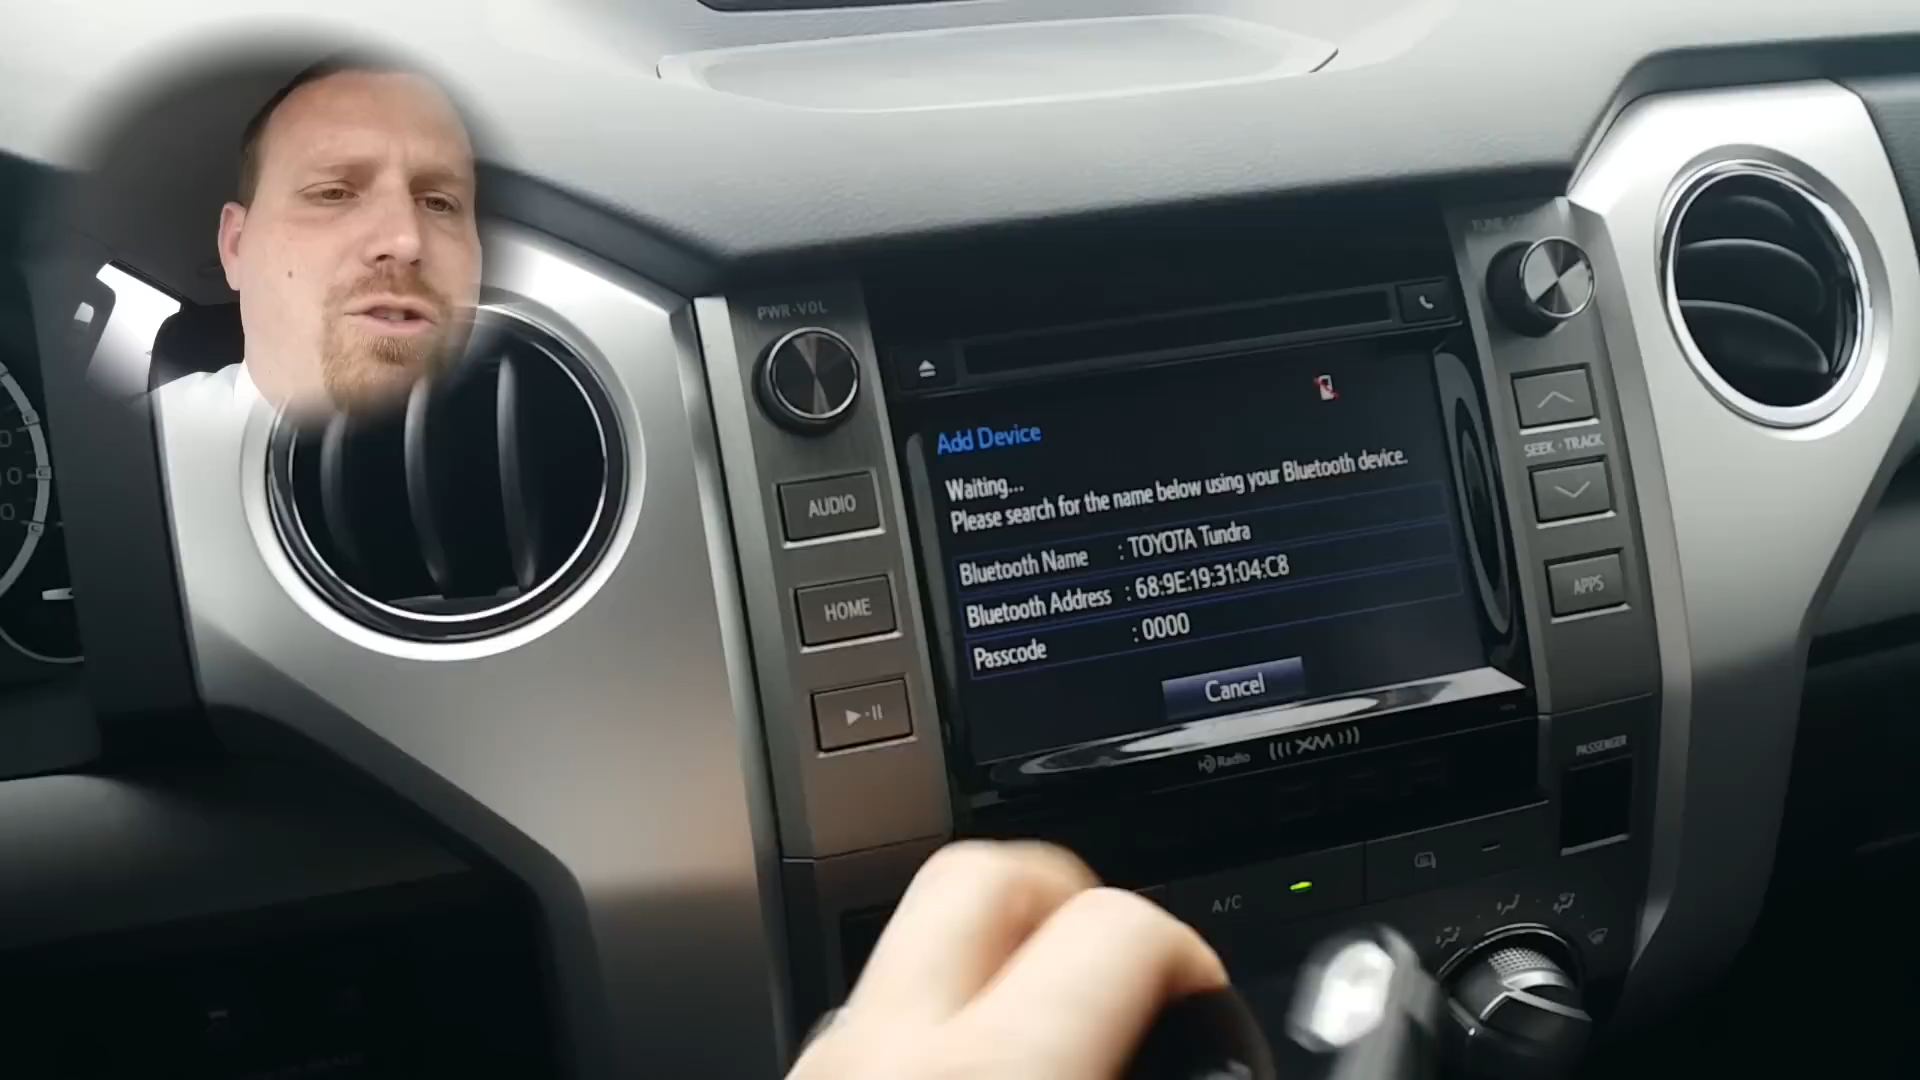 PWR·VOL
AUDIO
HOME
Add Device
Waiting...
Please search for the name below using your Bluetooth device.
Bluetooth Name : TOYOTA Tundra
Bluetooth Address : 68:9E:19:31:04:C8
Passcode : 0000
Cancel
HD Radio
(((XM)))
SEEK·TRACK
APPS
PASSENGER
A/C